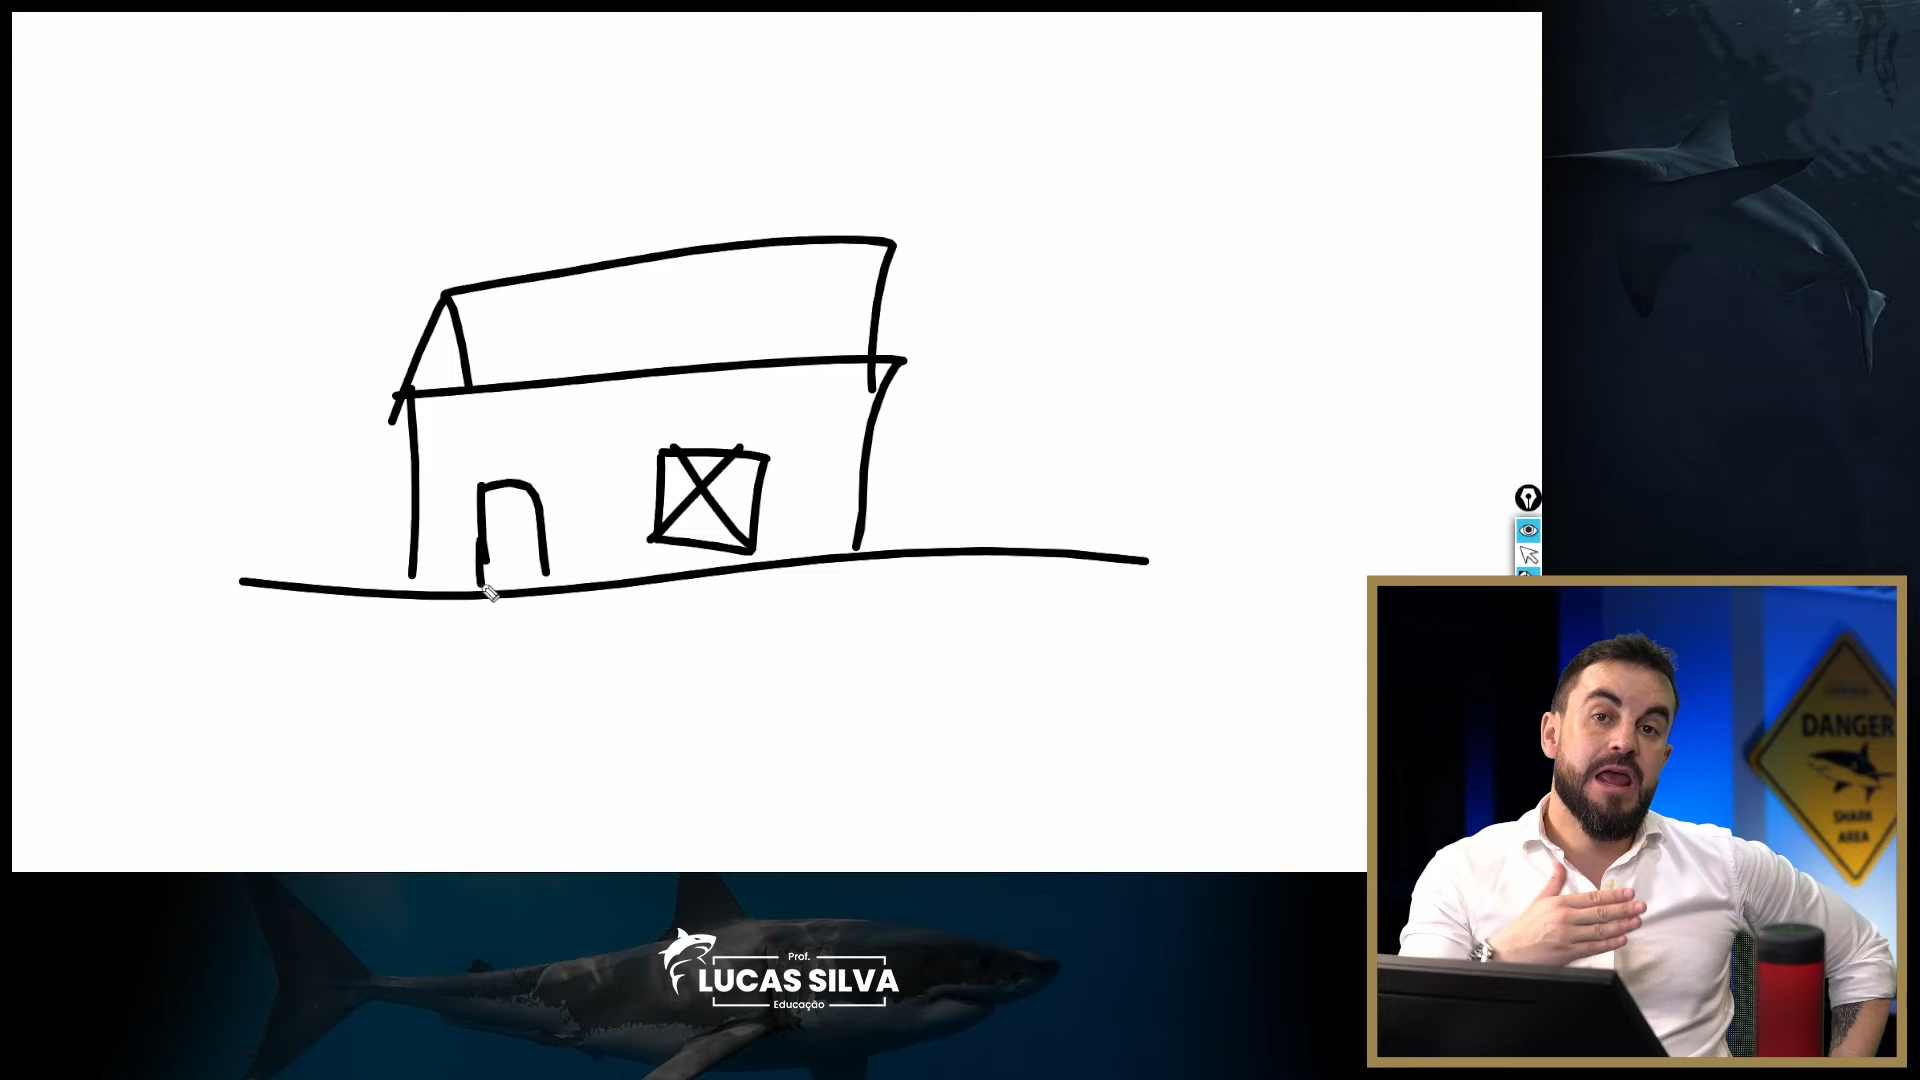 DANGER
SHARK
AREA
Prof.
LUCAS SILVA
Educação